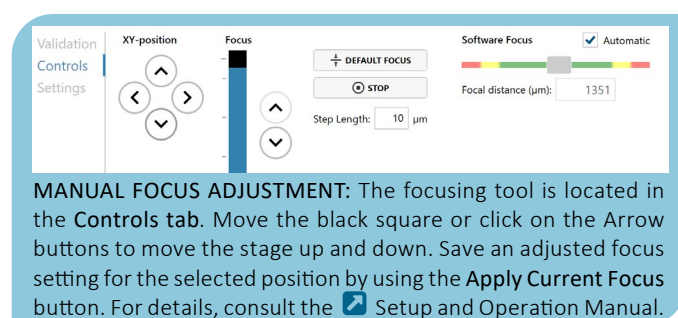 Validation
Controls
Settings
XY-position
Focus
DEFAULT FOCUS
STOP
Step Length: 10 µm
Software Focus
Automatic
Focal distance (µm): 1351
MANUAL FOCUS ADJUSTMENT: The focusing tool is located in
the Controls tab. Move the black square or click on the Arrow
buttons to move the stage up and down. Save an adjusted focus
setting for the selected position by using the Apply Current Focus
button. For details, consult the Setup and Operation Manual.